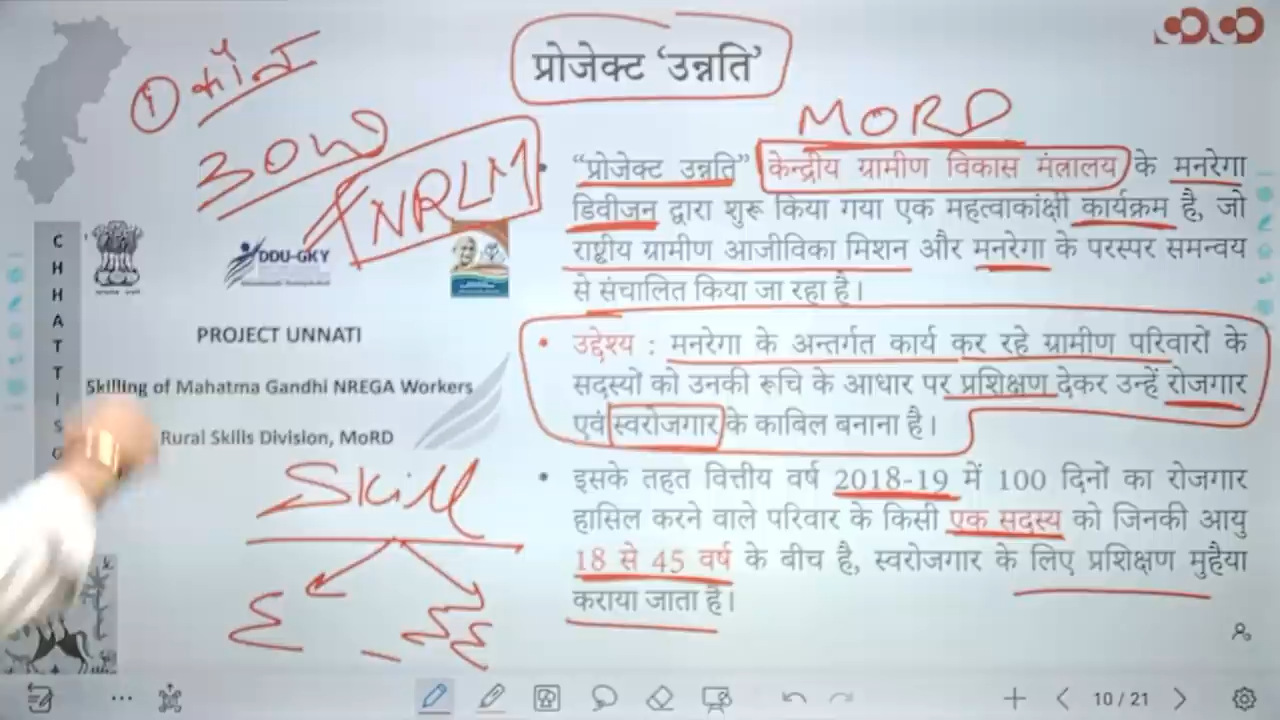 प्रोजेक्ट ‘उन्नति’
① मॉन
MORD
NRLM
“प्रोजेक्ट उन्नति” केन्द्रीय ग्रामीण विकास मंत्रालय के मनरेगा
डिवीजन द्वारा शुरू किया गया एक महत्वाकांक्षी कार्यक्रम है, जो
राष्ट्रीय ग्रामीण आजीविका मिशन और मनरेगा के परस्पर समन्वय
से संचालित किया जा रहा है।
CHHATTISG
DDU-GKY
PROJECT UNNATI
Skilling of Mahatma Gandhi NREGA Workers
Rural Skills Division, MoRD
• उद्देश्य : मनरेगा के अन्तर्गत कार्य कर रहे ग्रामीण परिवारों के
सदस्यों को उनकी रूचि के आधार पर प्रशिक्षण देकर उन्हें रोजगार
एवं स्वरोजगार के काबिल बनाना है।
Skill
• इसके तहत वित्तीय वर्ष 2018-19 में 100 दिनों का रोजगार
हासिल करने वाले परिवार के किसी एक सदस्य को जिनकी आयु
18 से 45 वर्ष के बीच है, स्वरोजगार के लिए प्रशिक्षण मुहैया
कराया जाता है।
10 / 21